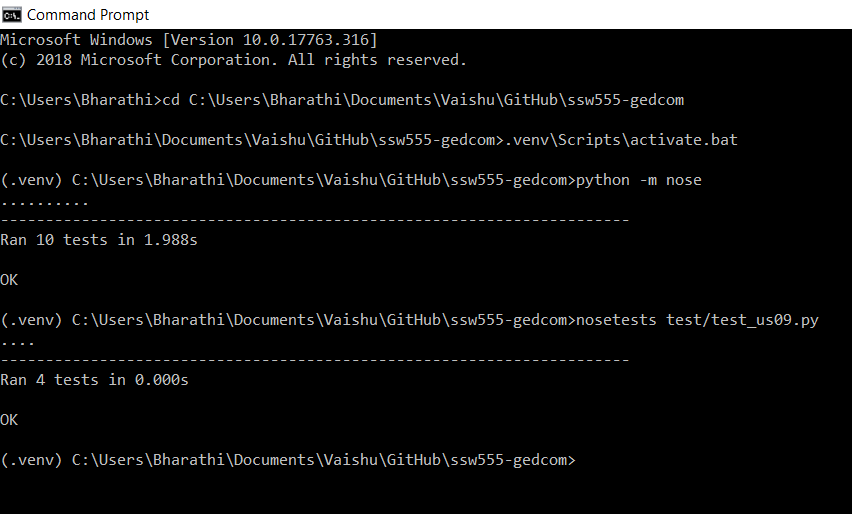 Command Prompt
Microsoft Windows [Version 10.0.17763.316]
(c) 2018 Microsoft Corporation. All rights reserved.
C:\Users\Bharathi>cd C:\Users\Bharathi\Documents\Vaishu\GitHub\ssw555-gedcom
C:\Users\Bharathi\Documents\Vaishu\GitHub\ssw555-gedcom>.venv\Scripts\activate.bat
(.venv) C:\Users\Bharathi\Documents\Vaishu\GitHub\ssw555-gedcom>python -m nose
..........
----------------------------------------------------------------------
Ran 10 tests in 1.988s
OK
(.venv) C:\Users\Bharathi\Documents\Vaishu\GitHub\ssw555-gedcom>nosetests test/test_us09.py
....
----------------------------------------------------------------------
Ran 4 tests in 0.000s
OK
(.venv) C:\Users\Bharathi\Documents\Vaishu\GitHub\ssw555-gedcom>